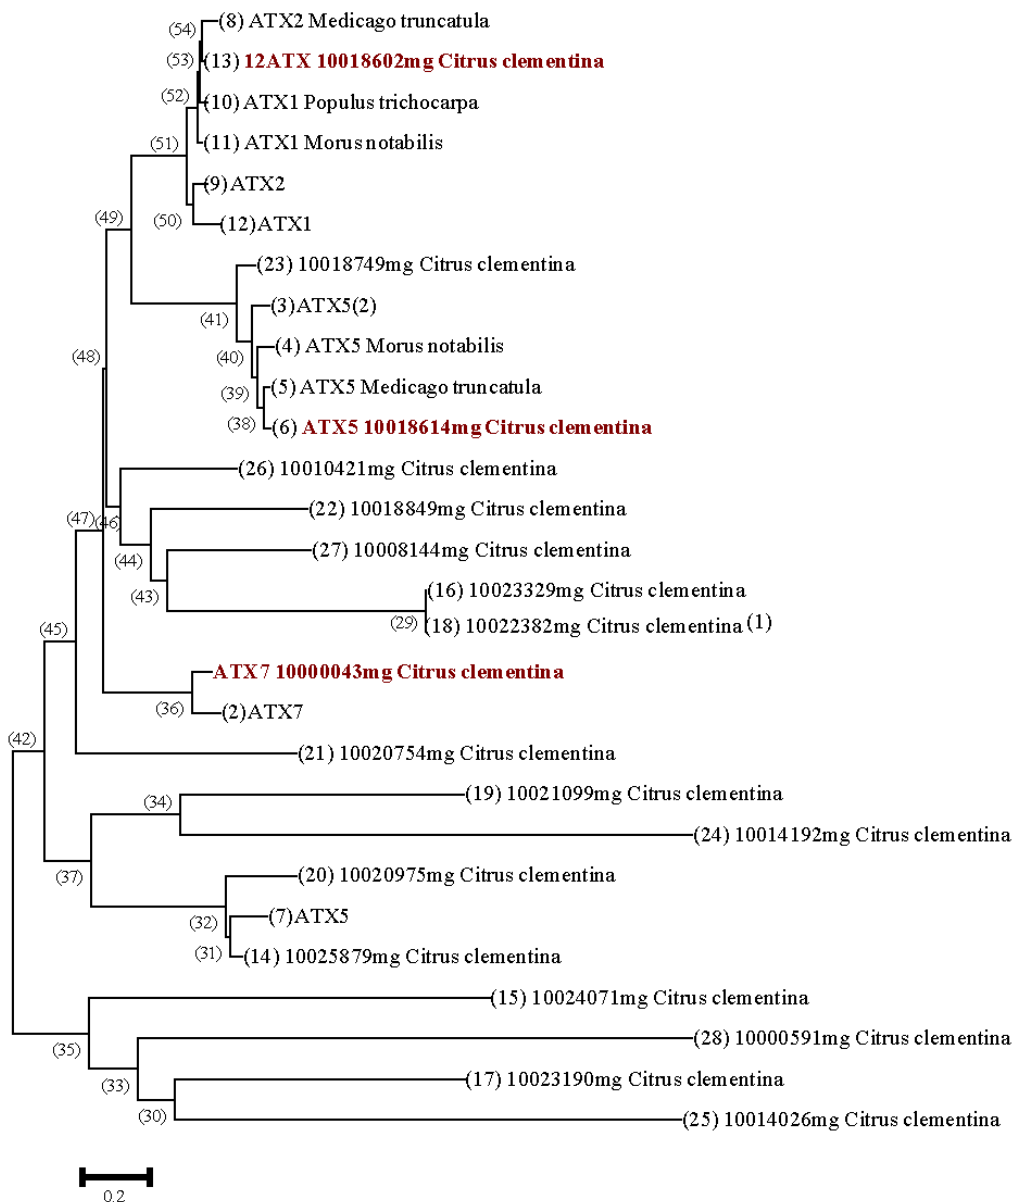 (8) ATX2 Medicago truncatula
(54)
(53)
(13) 12ATX 10018602mg Citrus clementina
(52)
(10) ATX1 Populus trichocarpa
(51)
(11) ATX1 Morus notabilis
(9)ATX2
(50)
(12)ATX1
(49)
(23) 10018749mg Citrus clementina
(41)
(3)ATX5(2)
(48)
(40)
(4) ATX5 Morus notabilis
(39)
(5) ATX5 Medicago truncatula
(38)
(6) ATX5 10018614mg Citrus clementina
(26) 10010421mg Citrus clementina
(22) 10018849mg Citrus clementina
(47)
(46)
(44)
(27) 10008144mg Citrus clementina
(43)
(16) 10023329mg Citrus clementina
(29)
(18) 10022382mg Citrus clementina (1)
(45)
ATX7 10000043mg Citrus clementina
(36)
(2)ATX7
(42)
(21) 10020754mg Citrus clementina
(34)
(19) 10021099mg Citrus clementina
(24) 10014192mg Citrus clementina
(37)
(20) 10020975mg Citrus clementina
(32)
(7)ATX5
(31)
(14) 10025879mg Citrus clementina
(15) 10024071mg Citrus clementina
(35)
(28) 10000591mg Citrus clementina
(33)
(17) 10023190mg Citrus clementina
(30)
(25) 10014026mg Citrus clementina
0.2